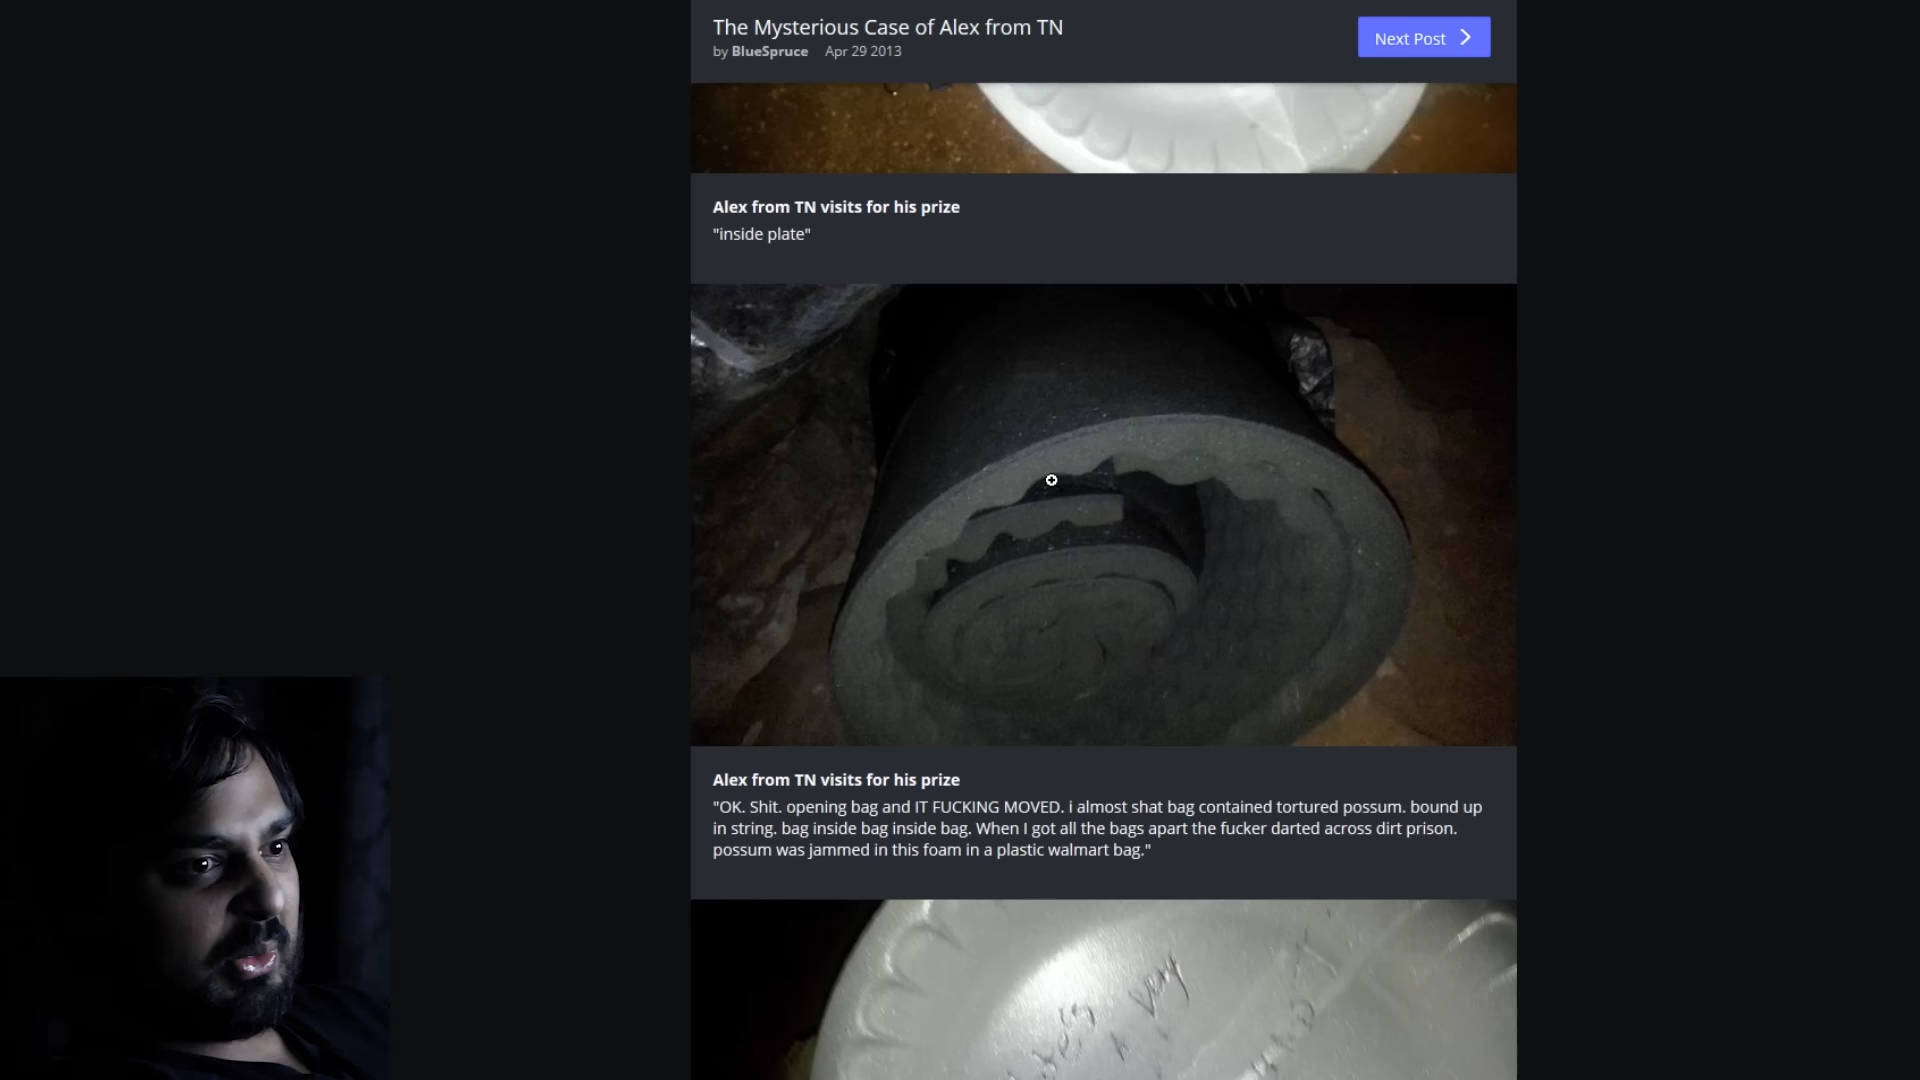 The Mysterious Case of Alex from TN
by BlueSpruce Apr 29 2013
Next Post
Alex from TN visits for his prize
"inside plate"
Alex from TN visits for his prize
"OK. Shit. opening bag and IT FUCKING MOVED. i almost shat bag contained tortured possum. bound up
in string. bag inside bag inside bag. When I got all the bags apart the fucker darted across dirt prison.
possum was jammed in this foam in a plastic walmart bag."
very